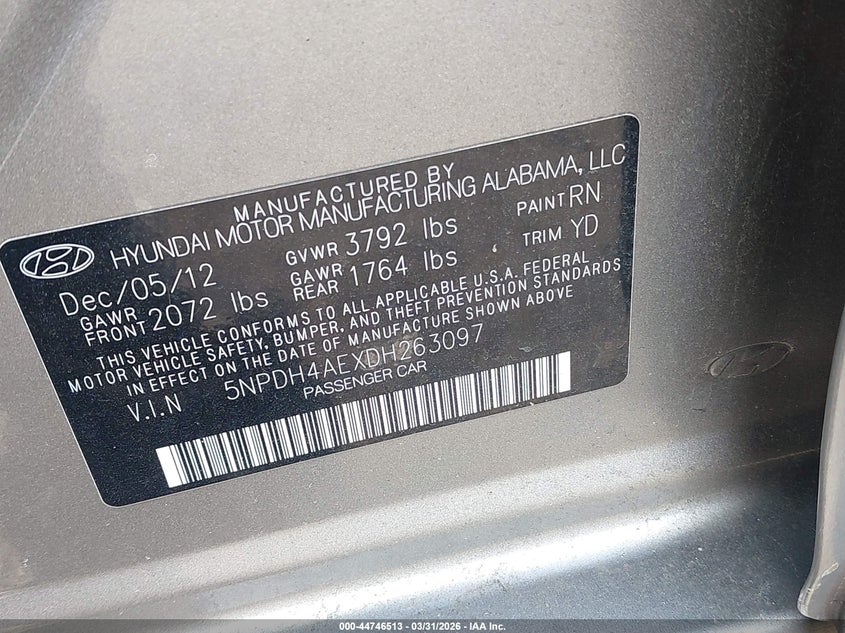 MANUFACTURED BY
HYUNDAI MOTOR MANUFACTURING ALABAMA, LLC
Dec/05/12 GVWR 3792 lbs PAINT RN
GAWR FRONT 2072 lbs GAWR REAR 1764 lbs TRIM YD
THIS VEHICLE CONFORMS TO ALL APPLICABLE U.S.A. FEDERAL
MOTOR VEHICLE SAFETY, BUMPER, AND THEFT PREVENTION STANDARDS
IN EFFECT ON THE DATE OF MANUFACTURE SHOWN ABOVE
V.I.N 5NPDH4AEXDH263097
PASSENGER CAR
000-44746513 - 03/31/2026 - IAA Inc.